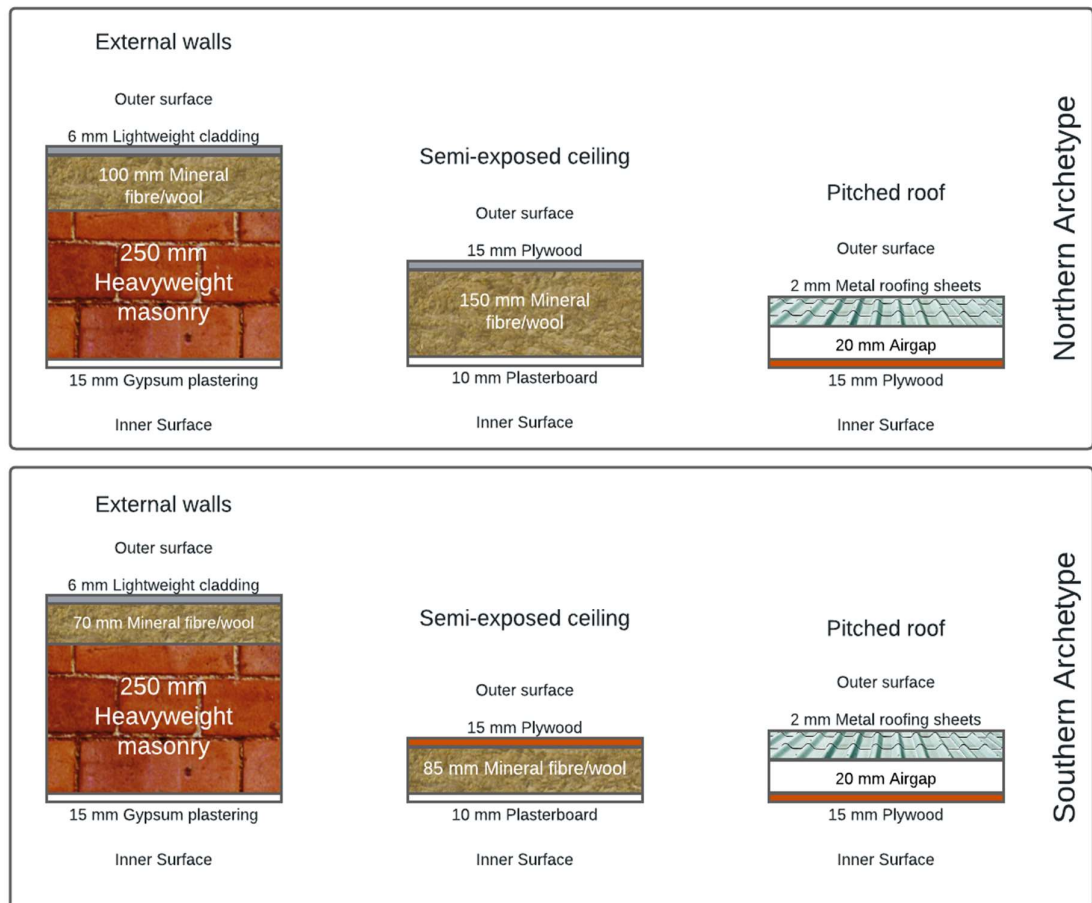 External walls
Outer surface
6 mm Lightweight cladding
100 mm Mineral
fibre/wool
250 mm
Heavyweight
masonry
15 mm Gypsum plastering
Inner Surface
Semi-exposed ceiling
Outer surface
15 mm Plywood
150 mm Mineral
fibre/wool
10 mm Plasterboard
Inner Surface
Pitched roof
Outer surface
2 mm Metal roofing sheets
20 mm Airgap
15 mm Plywood
Inner Surface
Northern Archetype
External walls
Outer surface
6 mm Lightweight cladding
70 mm Mineral fibre/wool
250 mm
Heavyweight
masonry
15 mm Gypsum plastering
Inner Surface
Semi-exposed ceiling
Outer surface
15 mm Plywood
85 mm Mineral fibre/wool
10 mm Plasterboard
Inner Surface
Pitched roof
Outer surface
2 mm Metal roofing sheets
20 mm Airgap
15 mm Plywood
Inner Surface
Southern Archetype